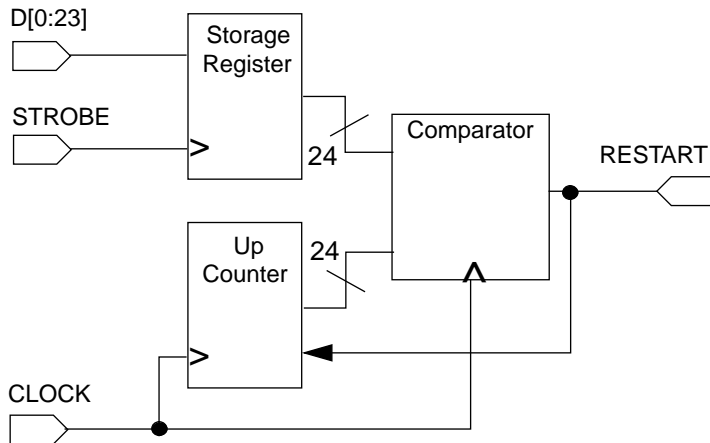 D[0:23]
Storage
Register
STROBE
24
Comparator
RESTART
Up
Counter
24
CLOCK